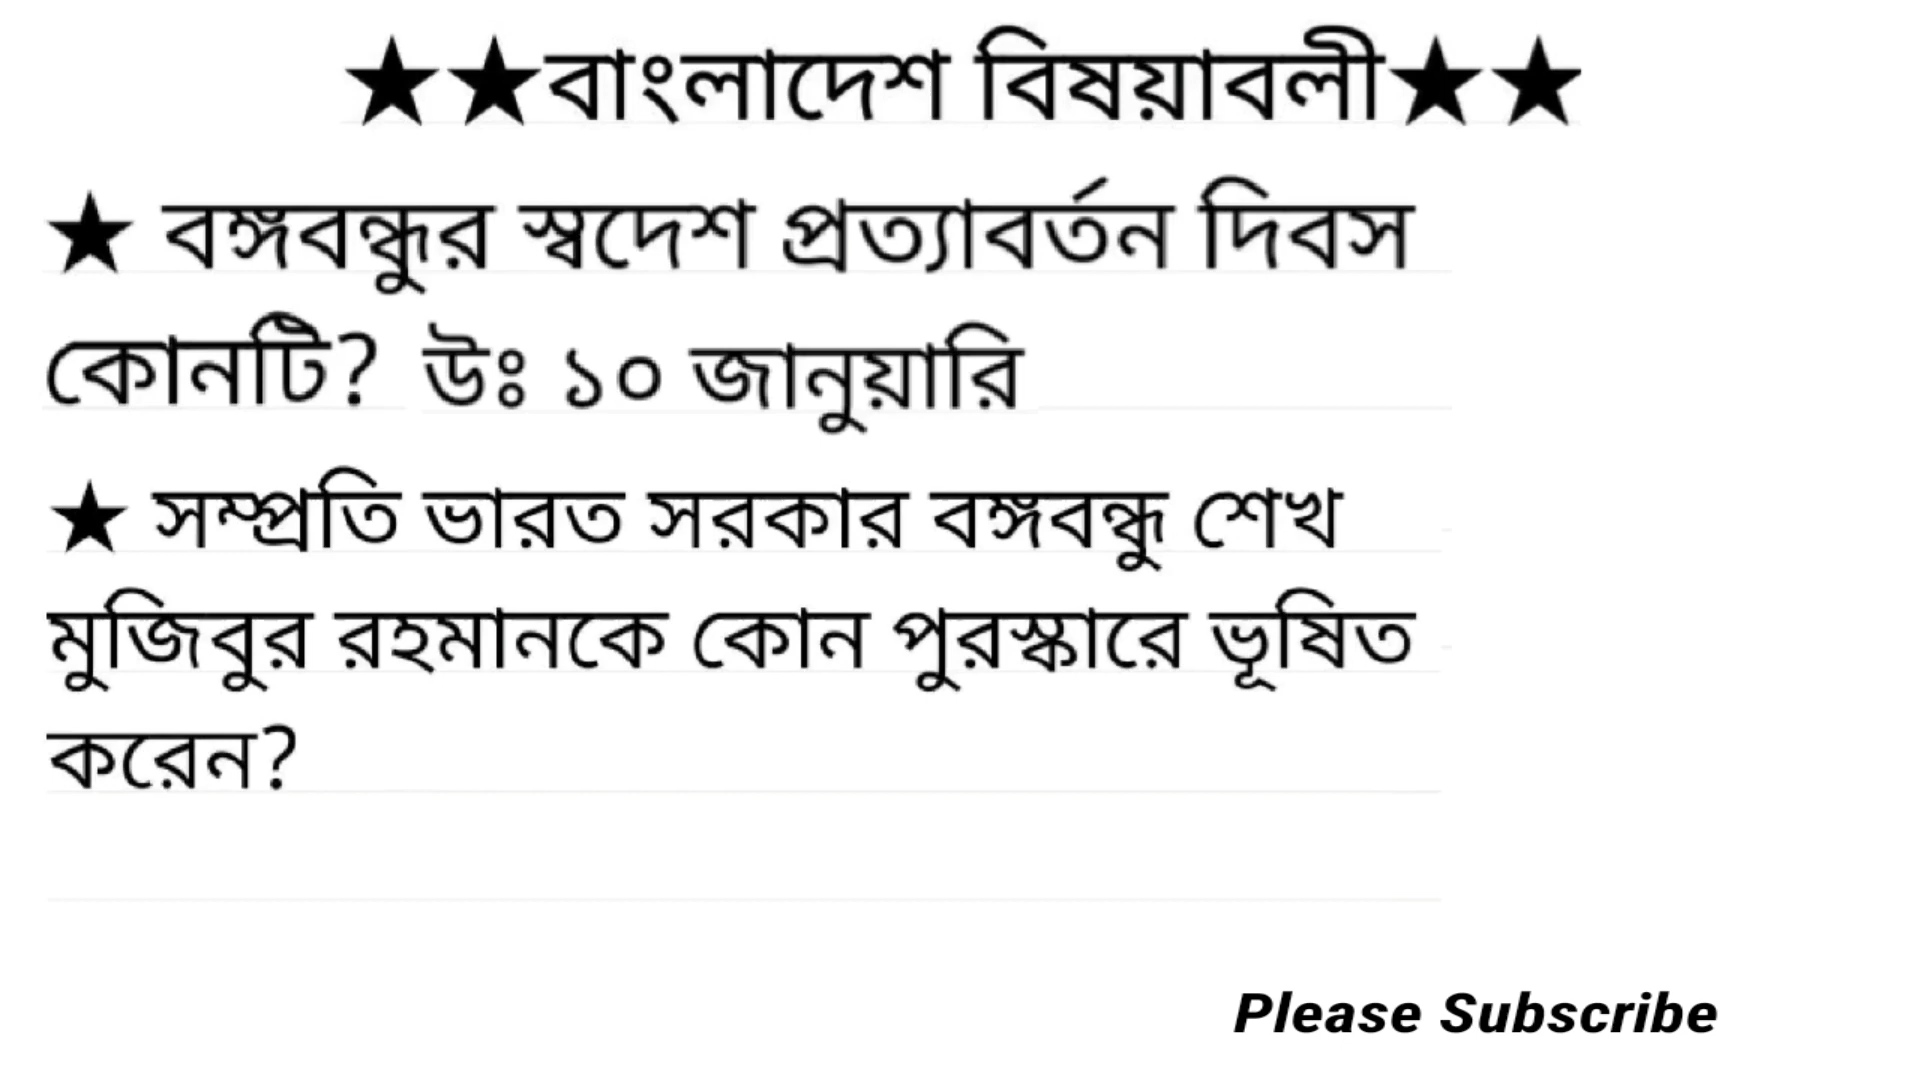 ★★বাংলাদেশ বিষয়াবলী★★
★ বঙ্গবন্ধুর স্বদেশ প্রত্যাবর্তন দিবস
কোনটি? উঃ ১০ জানুয়ারি
★ সম্প্রতি ভারত সরকার বঙ্গবন্ধু শেখ
মুজিবুর রহমানকে কোন পুরস্কারে ভূষিত
করেন?
Please Subscribe